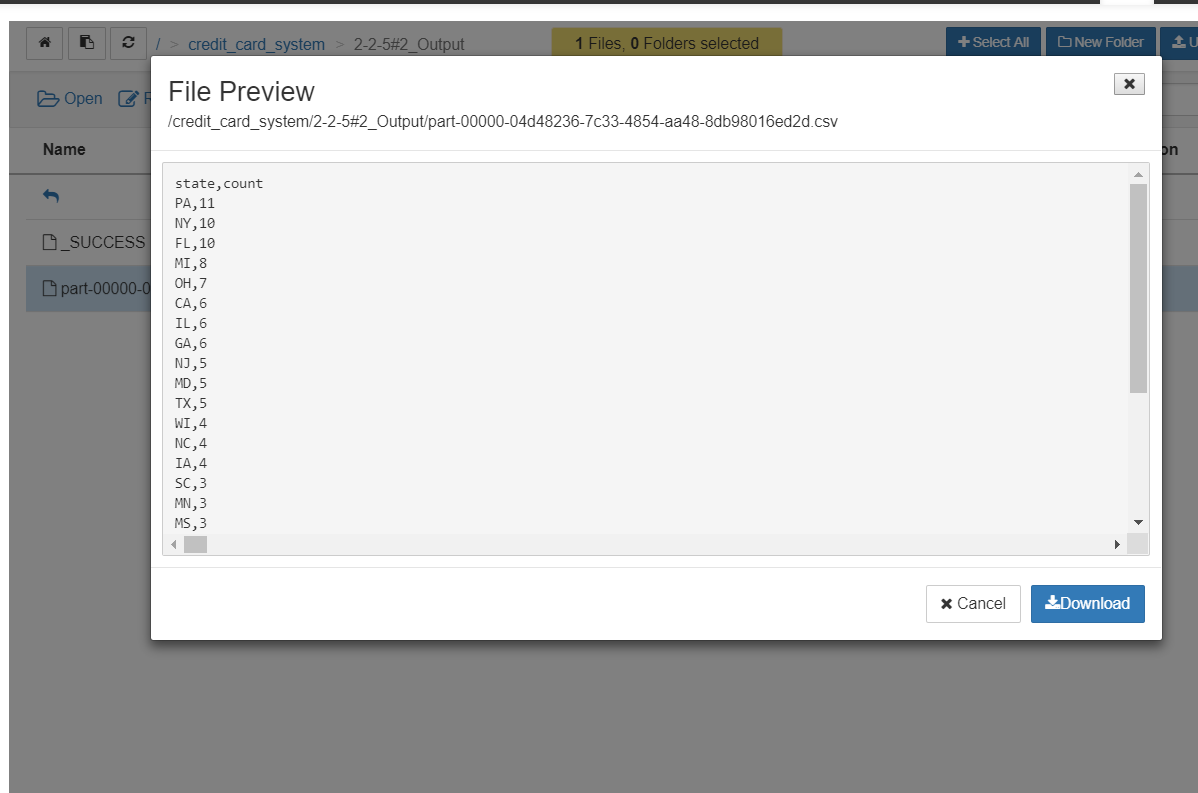 / > credit_card_system > 2-2-5#2_Output
1 Files, 0 Folders selected
Select All
New Folder
Open
File Preview
/credit_card_system/2-2-5#2_Output/part-00000-04d48236-7c33-4854-aa48-8db98016ed2d.csv
Name
on
_SUCCESS
part-00000-0
state,count
PA,11
NY,10
FL,10
MI,8
OH,7
CA,6
IL,6
GA,6
NJ,5
MD,5
TX,5
WI,4
NC,4
IA,4
SC,3
MN,3
MS,3
Cancel
Download